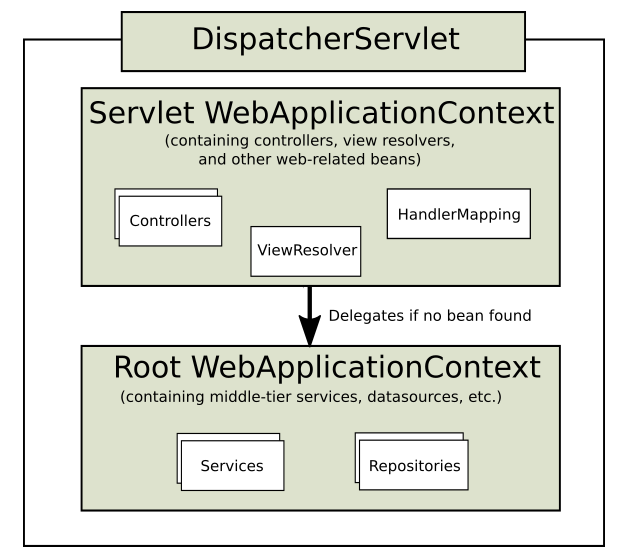 DispatcherServlet
Servlet WebApplicationContext
(containing controllers, view resolvers,
and other web-related beans)
Controllers
HandlerMapping
ViewResolver
Delegates if no bean found
Root WebApplicationContext
(containing middle-tier services, datasources, etc.)
Services
Repositories